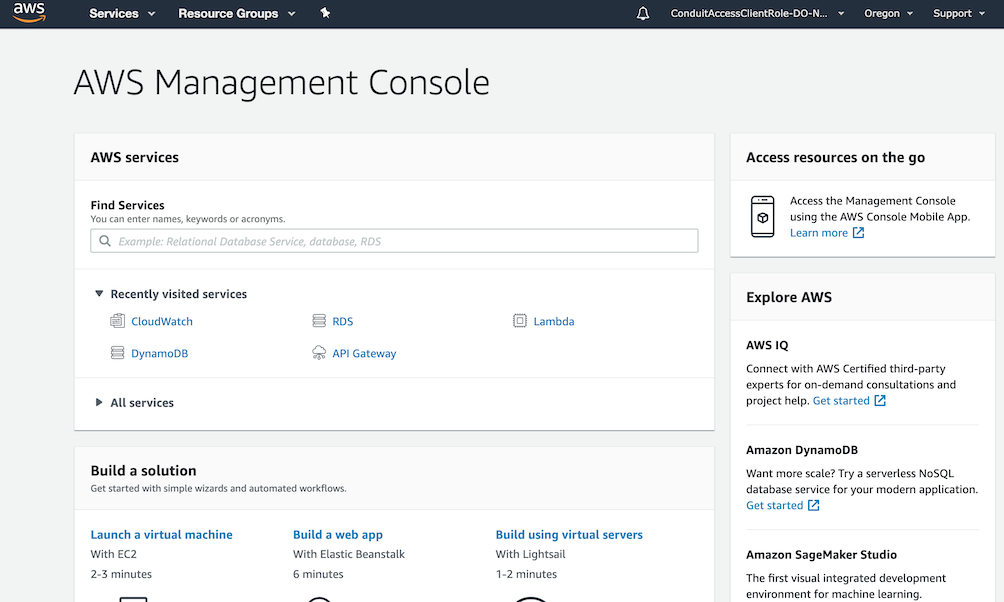 aws
Services
Resource Groups
ConduitAccessClientRole-DO-N...
Oregon
Support
AWS Management Console
AWS services
Find Services
You can enter names, keywords or acronyms.
Example: Relational Database Service, database, RDS
Recently visited services
CloudWatch
RDS
Lambda
DynamoDB
API Gateway
All services
Build a solution
Get started with simple wizards and automated workflows.
Launch a virtual machine
With EC2
2-3 minutes
Build a web app
With Elastic Beanstalk
6 minutes
Build using virtual servers
With Lightsail
1-2 minutes
Access resources on the go
Access the Management Console
using the AWS Console Mobile App.
Learn more
Explore AWS
AWS IQ
Connect with AWS Certified third-party
experts for on-demand consultations and
project help. Get started
Amazon DynamoDB
Want more scale? Try a serverless NoSQL
database service for your modern application.
Get started
Amazon SageMaker Studio
The first visual integrated development
environment for machine learning.